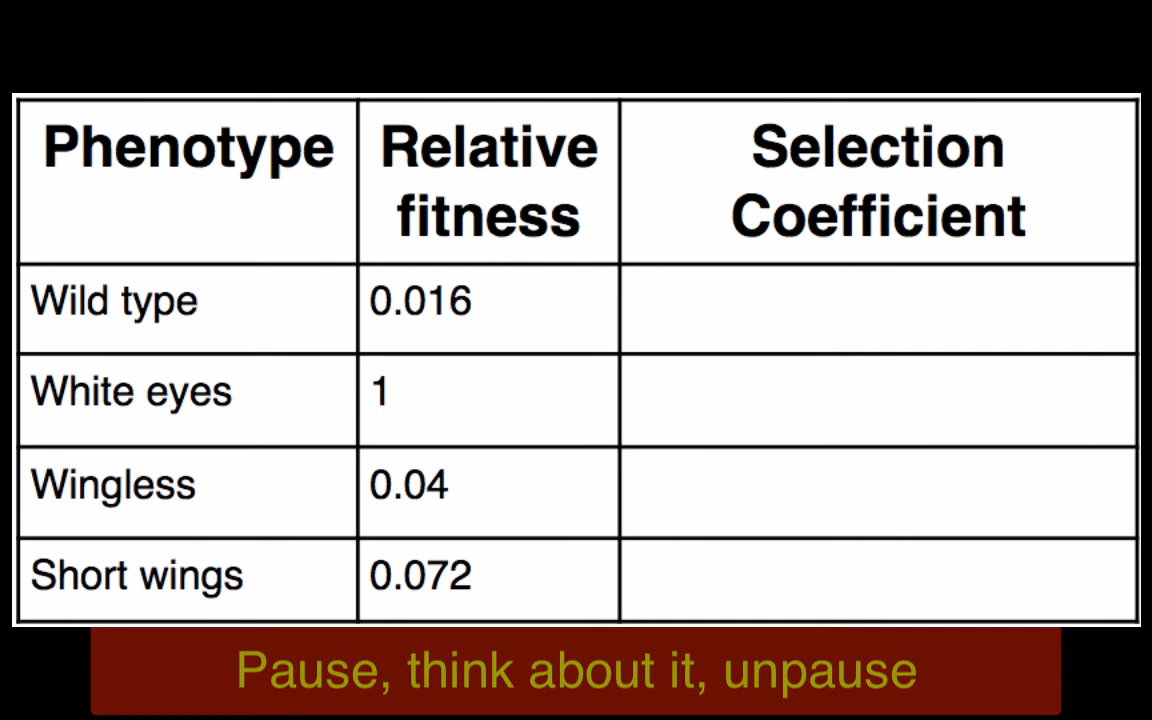 Phenotype
Relative
fitness
Selection
Coefficient
Wild type
0.016
White eyes
1
Wingless
0.04
Short wings
0.072
Pause, think about it, unpause